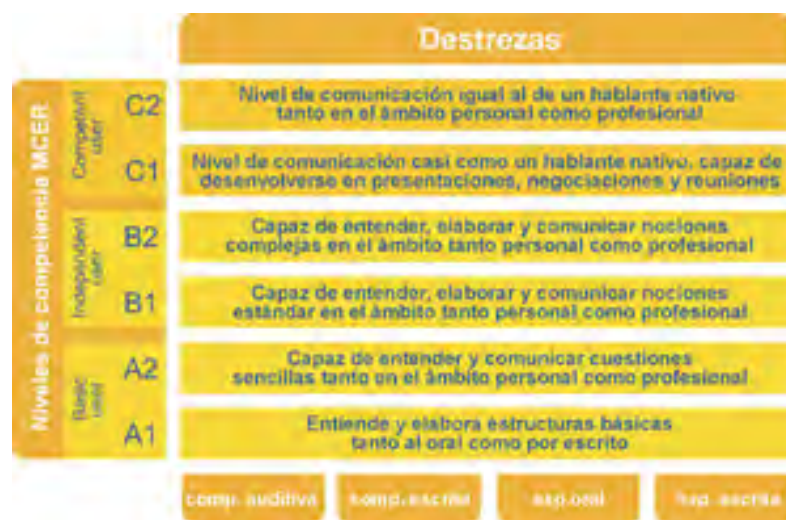 Destrezas
Niveles de competencia MCER
Competent
user
C2
Nivel de comunicación igual al de un hablante nativo
tanto en el ámbito personal como profesional
C1
Nivel de comunicación casi como un hablante nativo, capaz de
desenvolverse en presentaciones, negociaciones y reuniones
Independent
user
B2
Capaz de entender, elaborar y comunicar nociones
complejas en el ámbito tanto personal como profesional
B1
Capaz de entender, elaborar y comunicar nociones
estándar en el ámbito tanto personal como profesional
Basic
user
A2
Capaz de entender y comunicar cuestiones
sencillas tanto en el ámbito personal como profesional
A1
Entiende y elabora estructuras básicas
tanto al oral como por escrito
comp. auditiva
comp. escrita
exp. oral
exp. escrita